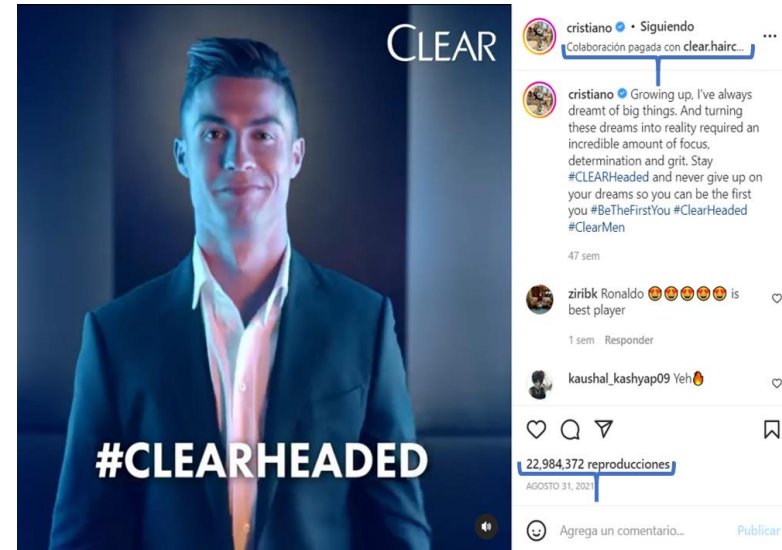 CLEAR
#CLEARHEADED
cristiano • Siguiendo
Colaboración pagada con clear.hairc...
cristiano Growing up, I've always
dreamt of big things. And turning
these dreams into reality required an
incredible amount of focus,
determination and grit. Stay
#CLEARHeaded and never give up on
your dreams so you can be the first
you #BeTheFirstYou #ClearHeaded
#ClearMen
47 sem
ziribk Ronaldo 😍😍😍😍😍 is
best player
1 sem Responder
kaushal_kashyap09 Yeh🔥
22,984,372 reproducciones
AGOSTO 31, 2021
Agrega un comentario...
Publicar